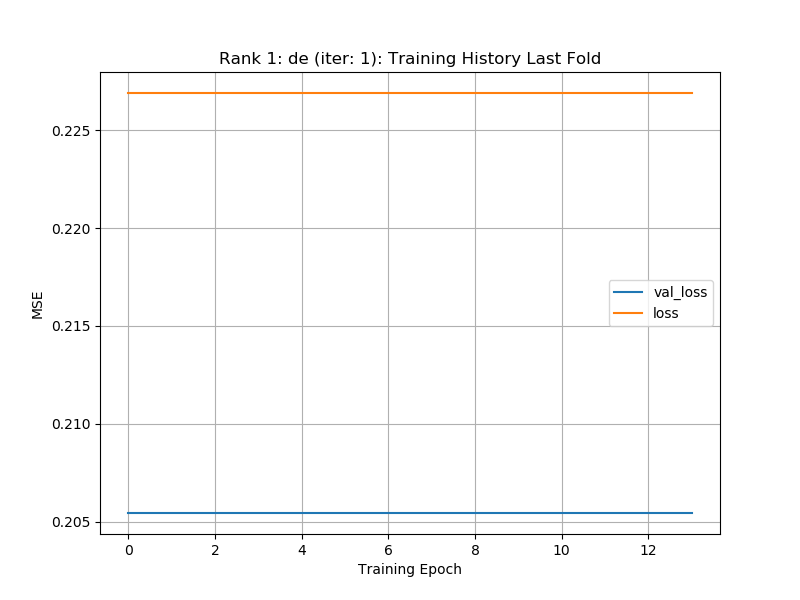 Rank 1: de (iter: 1): Training History Last Fold
MSE
0.225
0.220
0.215
0.210
0.205
val_loss
loss
0 2 4 6 8 10 12
Training Epoch